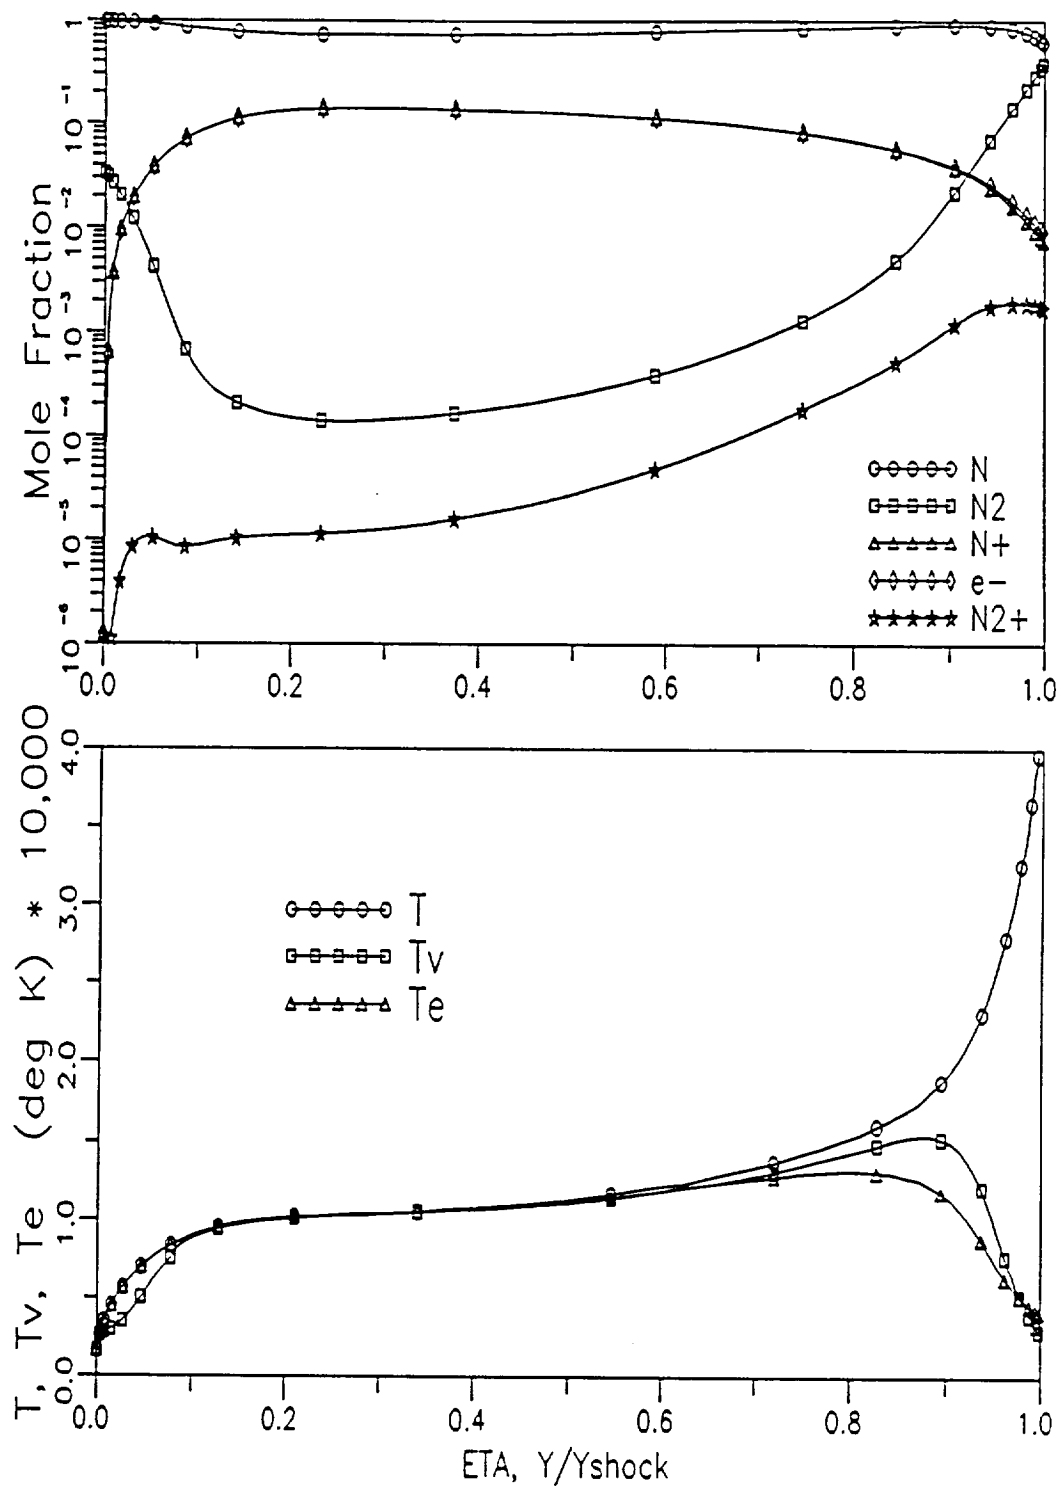 Mole Fraction
1
10⁻¹
10⁻²
10⁻³
10⁻⁴
10⁻⁵
10⁻⁶
N
N2
N+
e-
N2+
0.0 0.2 0.4 0.6 0.8 1.0
T, Tv, Te (deg K) * 10,000
4.0
3.0
2.0
1.0
0.0
T
Tv
Te
0.0 0.2 0.4 0.6 0.8 1.0
ETA, Y/Yshock